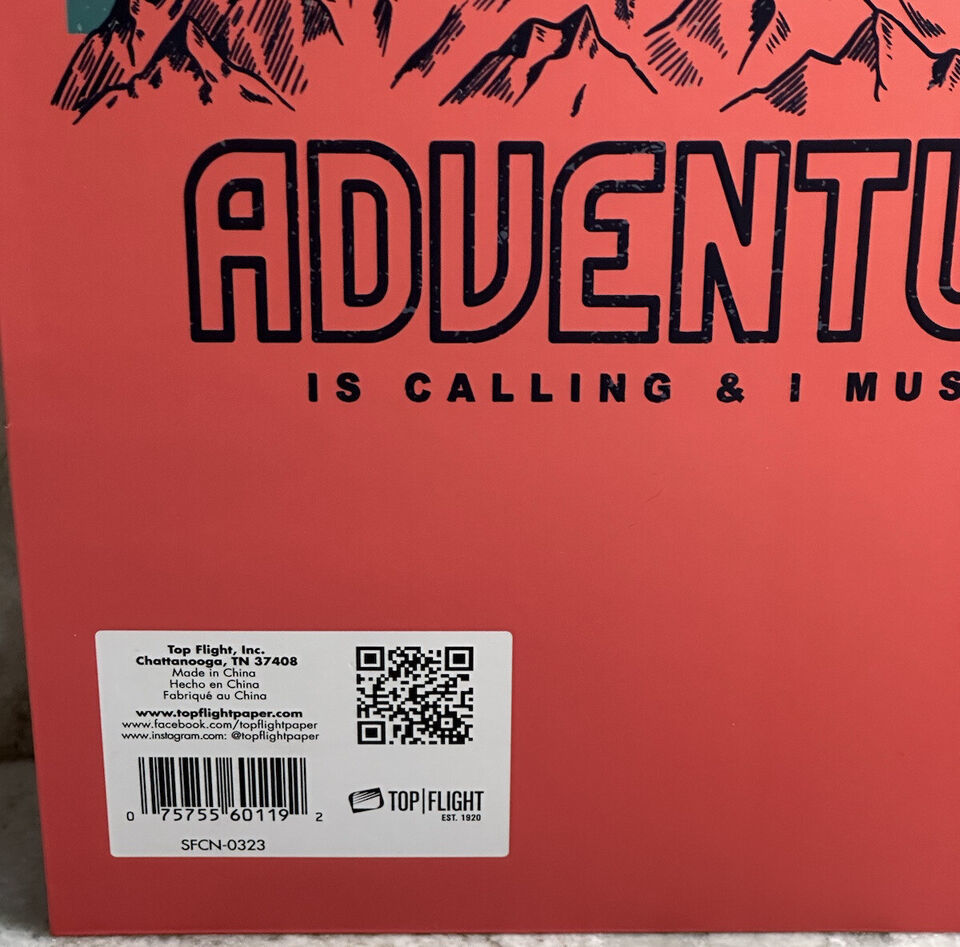 ADVENTU
IS CALLING & I MUS
Top Flight, Inc.
Chattanooga, TN 37408
Made in China
Hecho en China
Fabriqué au China
www.topflightpaper.com
www.facebook.com/topflightpaper
www.instagram.com: @topflightpaper
0 75755 60119 2
SFCN-0323
TOP|FLIGHT
EST. 1920